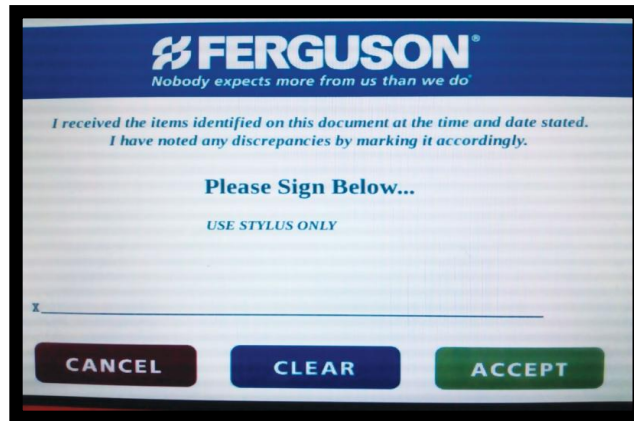 FERGUSON®
Nobody expects more from us than we do®
I received the items identified on this document at the time and date stated.
I have noted any discrepancies by marking it accordingly.
Please Sign Below...
USE STYLUS ONLY
X
CANCEL CLEAR ACCEPT